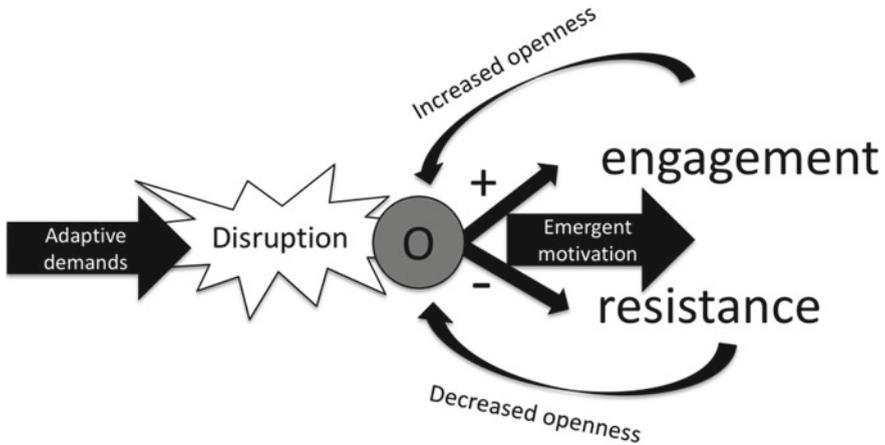 Increased openness
engagement
+
Adaptive
demands
Disruption
O
Emergent
motivation
-
resistance
Decreased openness